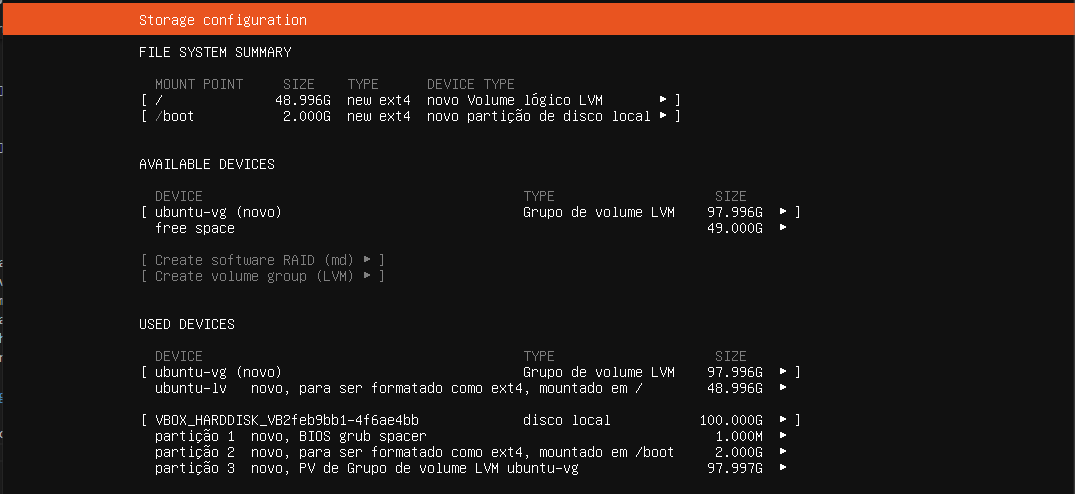 Storage configuration
FILE SYSTEM SUMMARY
MOUNT POINT SIZE TYPE DEVICE TYPE
[ / 48.996G new ext4 novo Volume lógico LVM ▸ ]
[ /boot 2.000G new ext4 novo partição de disco local ▸ ]
AVAILABLE DEVICES
DEVICE TYPE SIZE
[ ubuntu-vg (novo) Grupo de volume LVM 97.996G ▸ ]
free space 49.000G ▸
[ Create software RAID (md) ▸ ]
[ Create volume group (LVM) ▸ ]
USED DEVICES
DEVICE TYPE SIZE
[ ubuntu-vg (novo) Grupo de volume LVM 97.996G ▸ ]
ubuntu-lv novo, para ser formatado como ext4, mountado em / 48.996G ▸
[ VBOX_HARDDISK_VB2feb9bb1-4f6ae4bb disco local 100.000G ▸ ]
partição 1 novo, BIOS grub spacer 1.000M ▸
partição 2 novo, para ser formatado como ext4, mountado em /boot 2.000G ▸
partição 3 novo, PV de Grupo de volume LVM ubuntu-vg 97.997G ▸